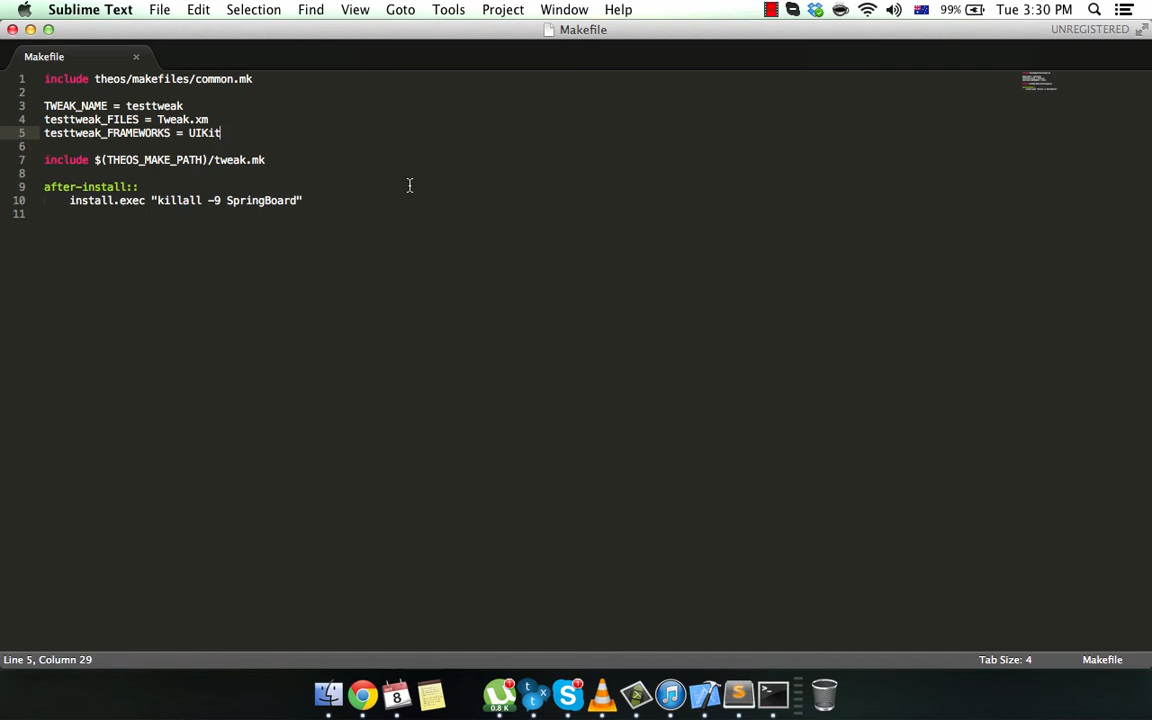 Sublime Text File Edit Selection Find View Goto Tools Project Window Help 99% Tue 3:30 PM
Makefile UNREGISTERED
Makefile
1 include theos/makefiles/common.mk
2
3 TWEAK_NAME = testtweak
4 testtweak_FILES = Tweak.xm
5 testtweak_FRAMEWORKS = UIKit
6
7 include $(THEOS_MAKE_PATH)/tweak.mk
8
9 after-install::
10 install.exec "killall -9 SpringBoard"
11
Line 5, Column 29 Tab Size: 4 Makefile
8
0.8 K